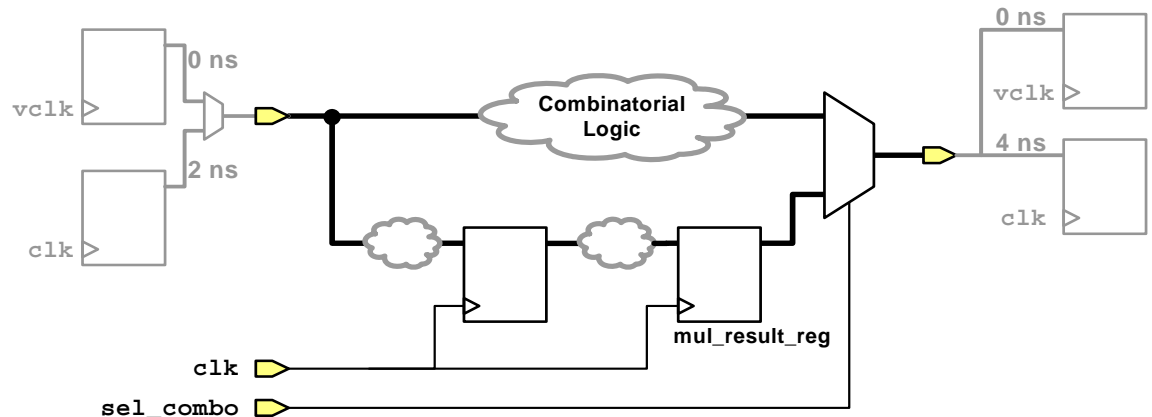 0 ns
0 ns
vclk
Combinatorial
Logic
vclk
2 ns
4 ns
clk
clk
mul_result_reg
clk
sel_combo